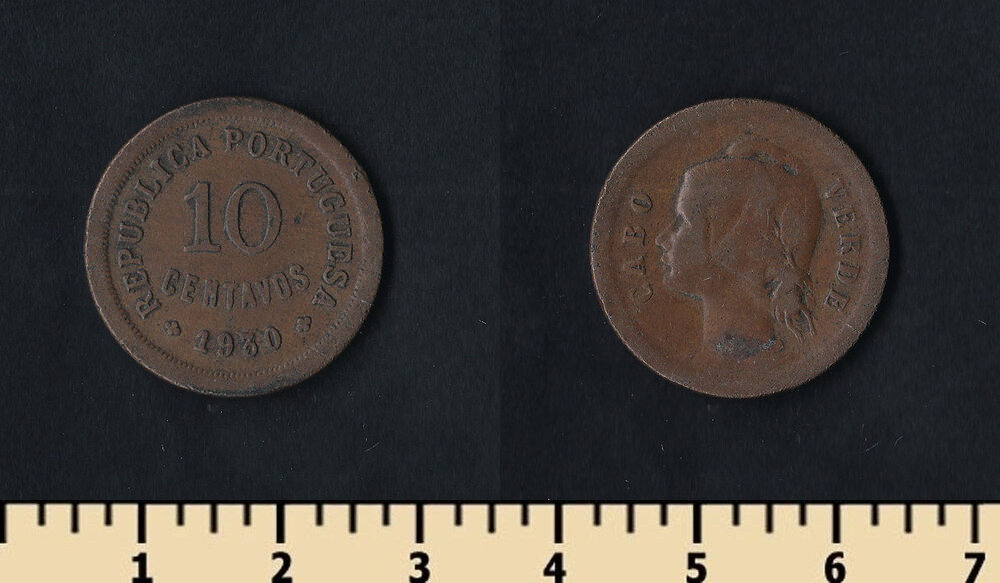 REPUBLICA PORTUGUESA
10
CENTAVOS
1930
CABO VERDE
1 2 3 4 5 6 7